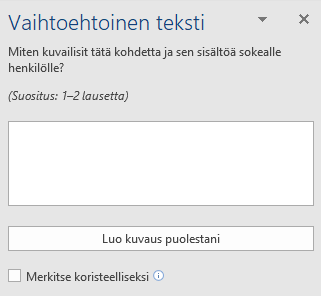 Vaihtoehtoinen teksti
Miten kuvailisit tätä kohdetta ja sen sisältöä sokealle
henkilölle?
(Suositus: 1–2 lausetta)
Luo kuvaus puolestani
Merkitse koristeelliseksi